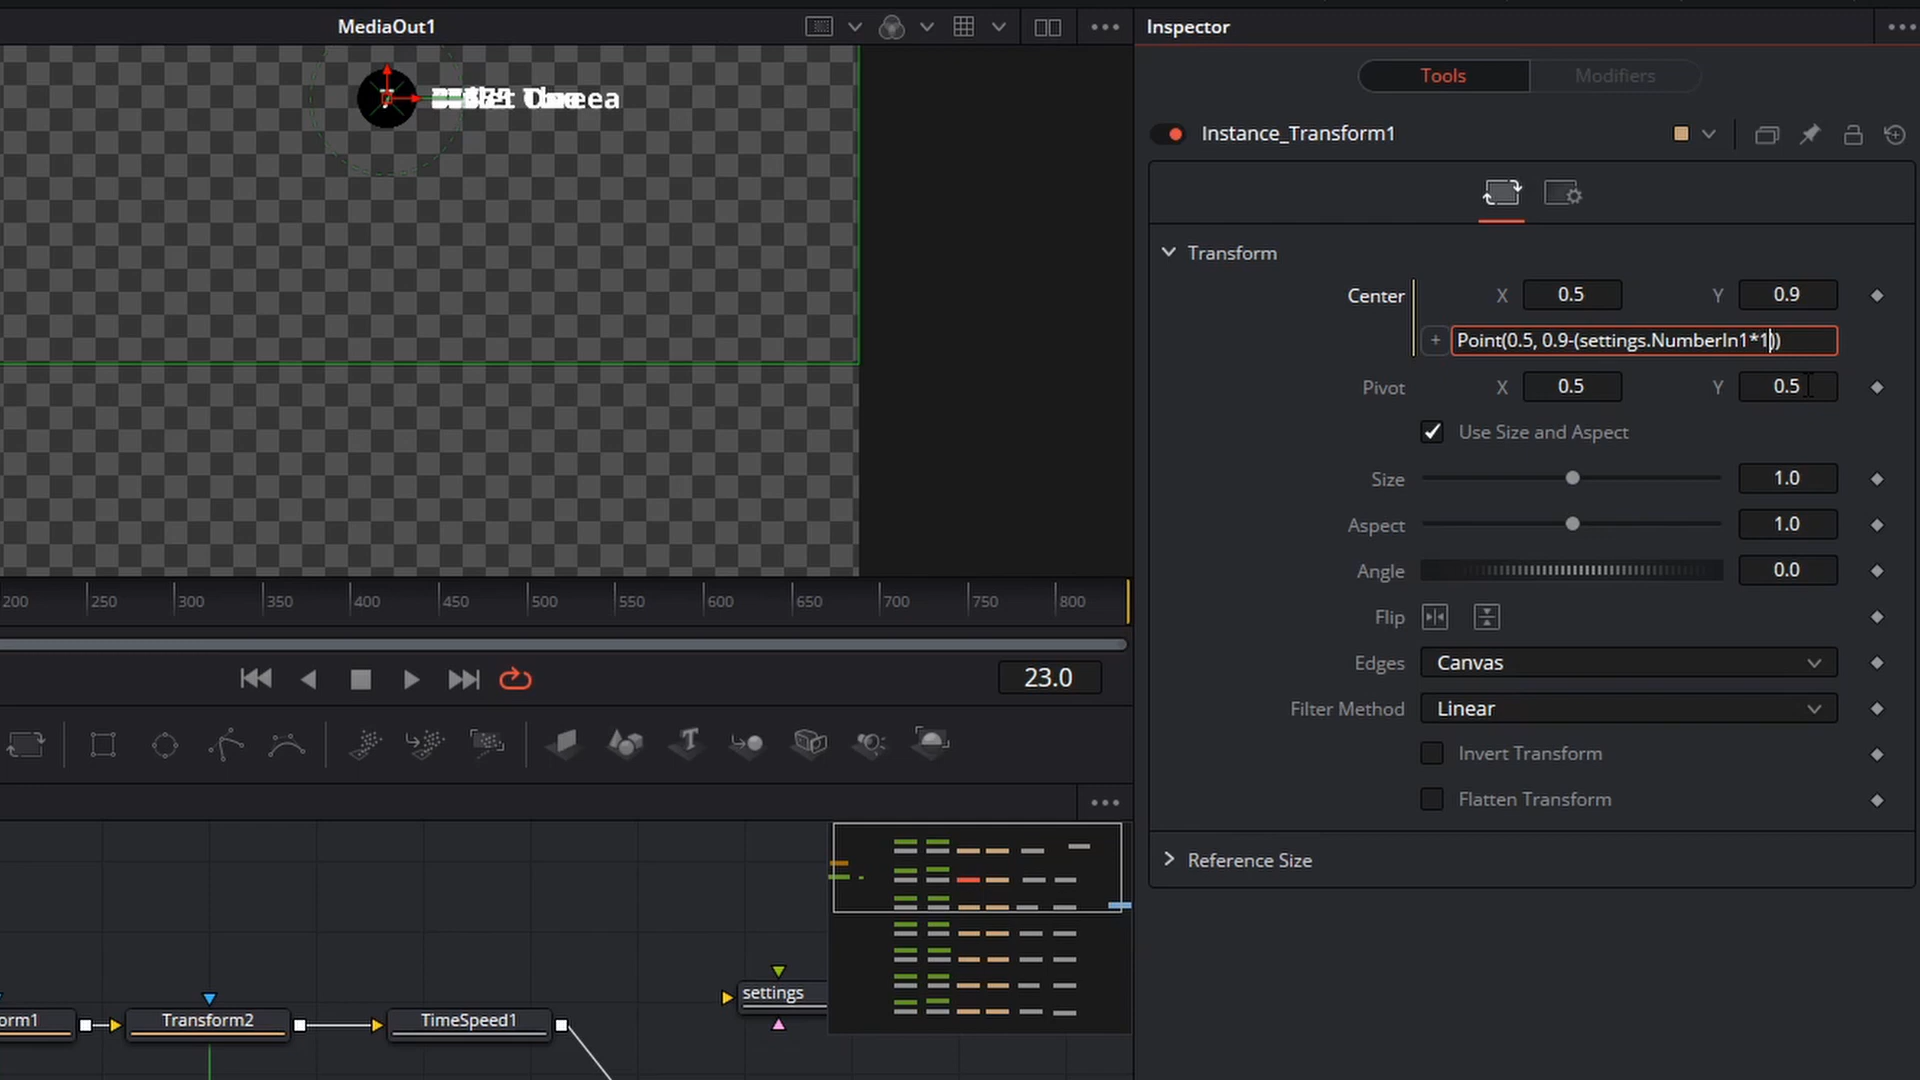 MediaOut1
Inspector
Tools
Modifiers
Instance_Transform1
Transform
Center X 0.5 Y 0.9
+ Point(0.5, 0.9-(settings.NumberIn1*1))
Pivot X 0.5 Y 0.5
Use Size and Aspect
Size 1.0
Aspect 1.0
Angle 0.0
Flip
Edges Canvas
Filter Method Linear
Invert Transform
Flatten Transform
Reference Size
200 250 300 350 400 450 500 550 600 650 700 750 800
23.0
settings
orm1
Transform2
TimeSpeed1